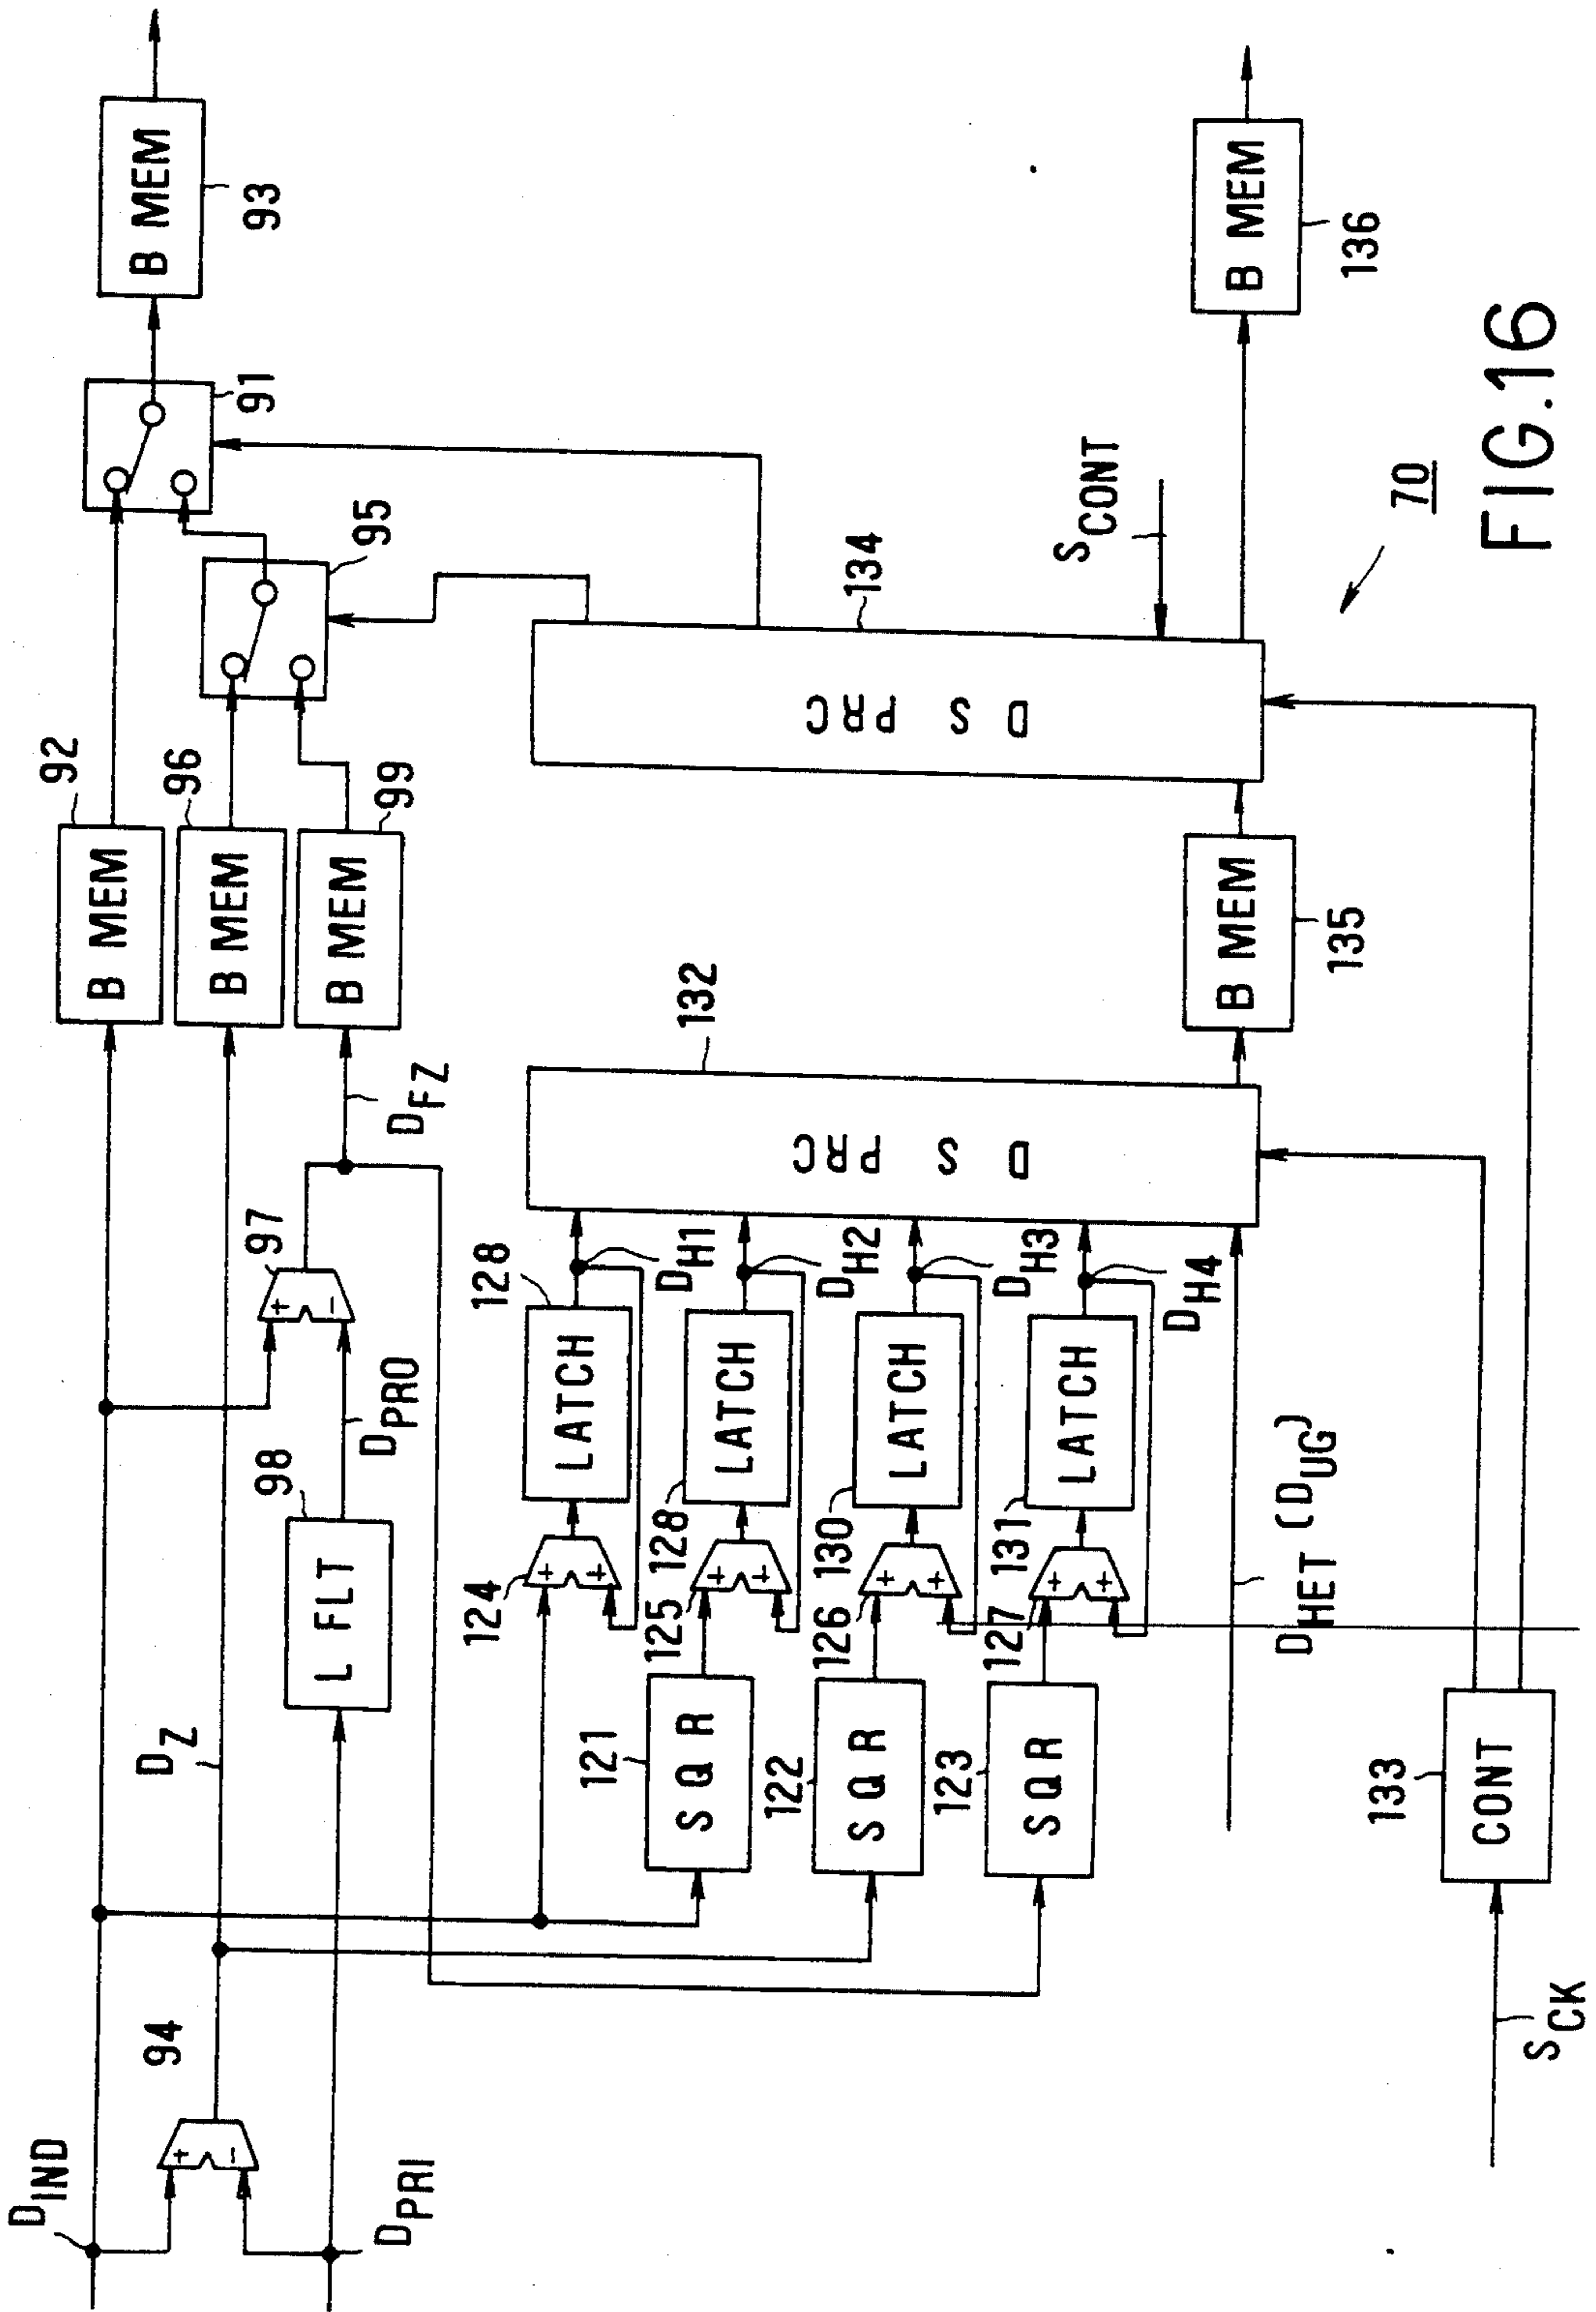 D_IND
94
D_PRI
D_Z
98
L FLT
D_PRO
97
+
−
D_FZ
92
B MEM
96
B MEM
99
B MEM
95
91
B MEM
93
+
−
124
+
+
128
LATCH
D_H1
121
S Q R
125
+
+
128
LATCH
D_H2
122
S Q R
126
+
+
130
LATCH
D_H3
123
S Q R
127
+
+
131
LATCH
D_H4
D_HET (D_UG)
132
D S PRC
135
B MEM
134
D S PRC
S_CONT
136
B MEM
133
CONT
S_CK
70
FIG.16